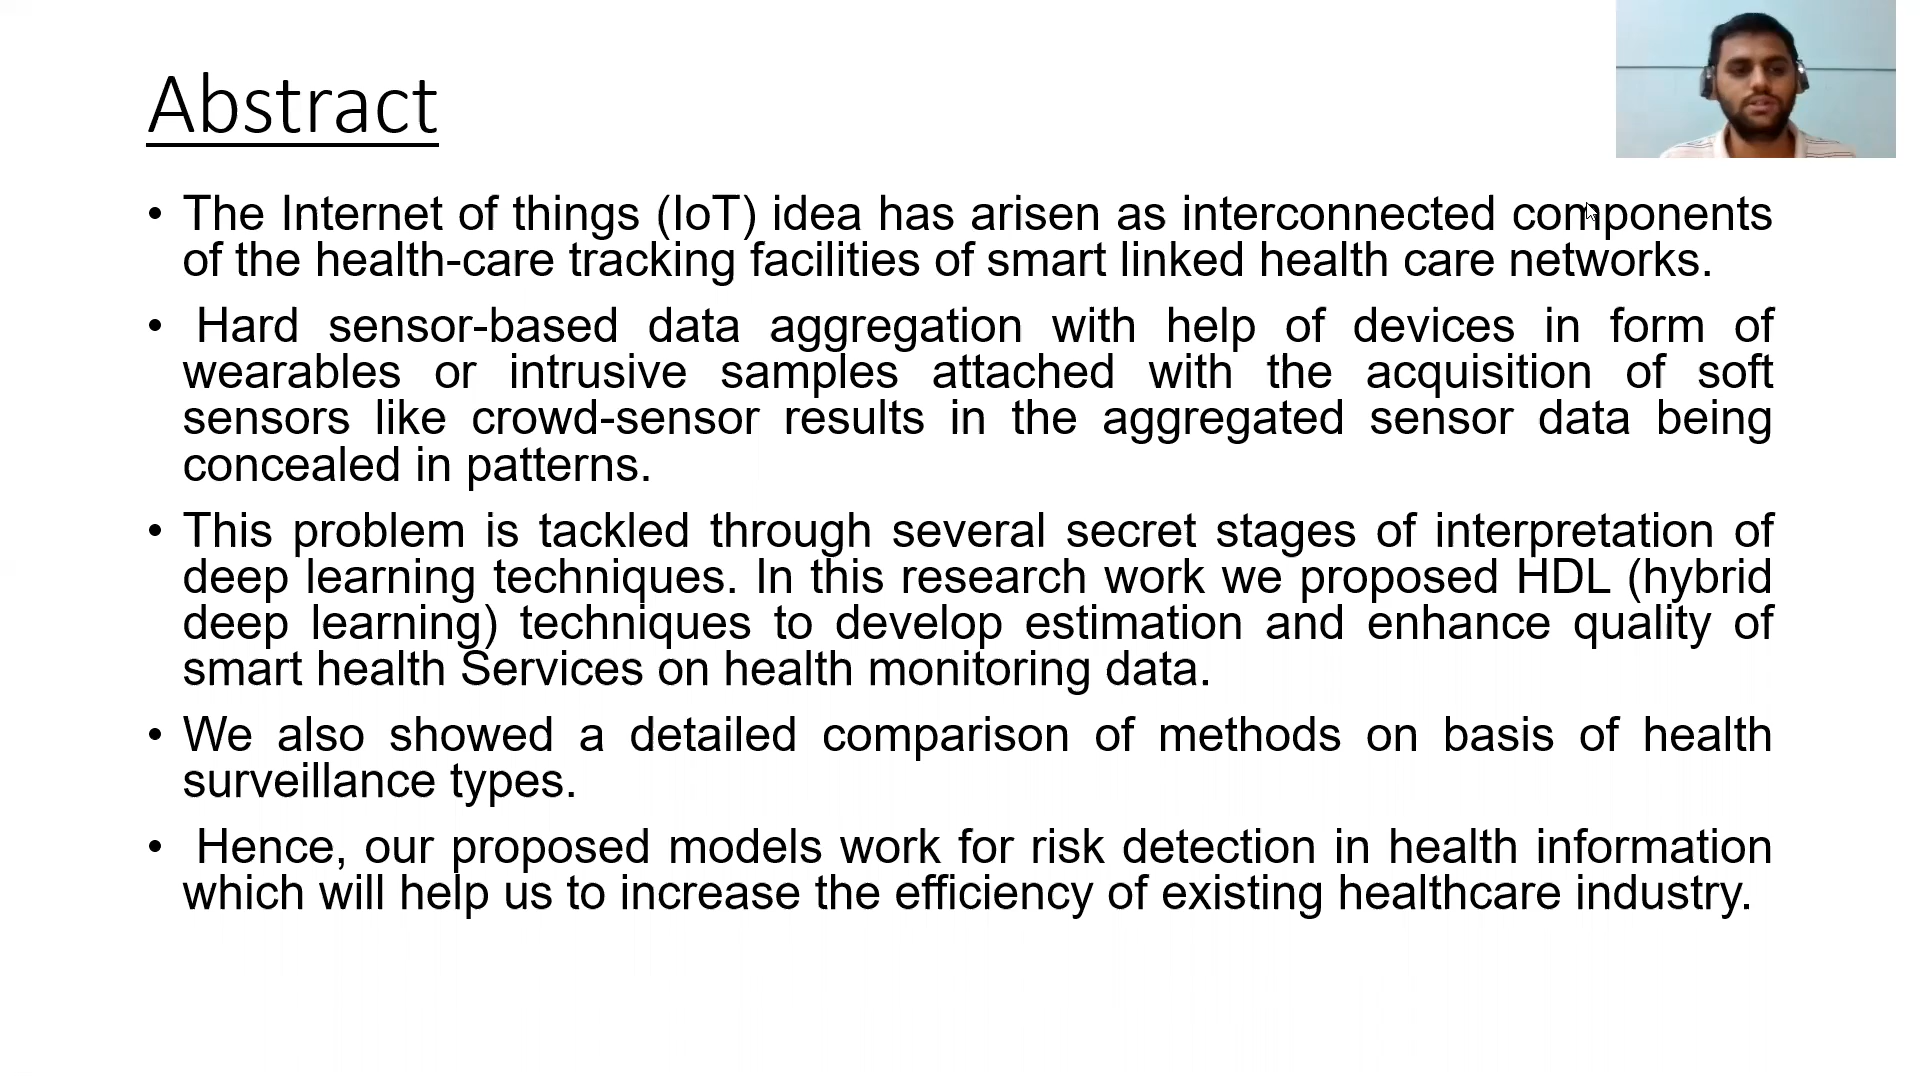 Abstract
• The Internet of things (IoT) idea has arisen as interconnected components
of the health-care tracking facilities of smart linked health care networks.
• Hard sensor-based data aggregation with help of devices in form of
wearables or intrusive samples attached with the acquisition of soft
sensors like crowd-sensor results in the aggregated sensor data being
concealed in patterns.
• This problem is tackled through several secret stages of interpretation of
deep learning techniques. In this research work we proposed HDL (hybrid
deep learning) techniques to develop estimation and enhance quality of
smart health Services on health monitoring data.
• We also showed a detailed comparison of methods on basis of health
surveillance types.
• Hence, our proposed models work for risk detection in health information
which will help us to increase the efficiency of existing healthcare industry.